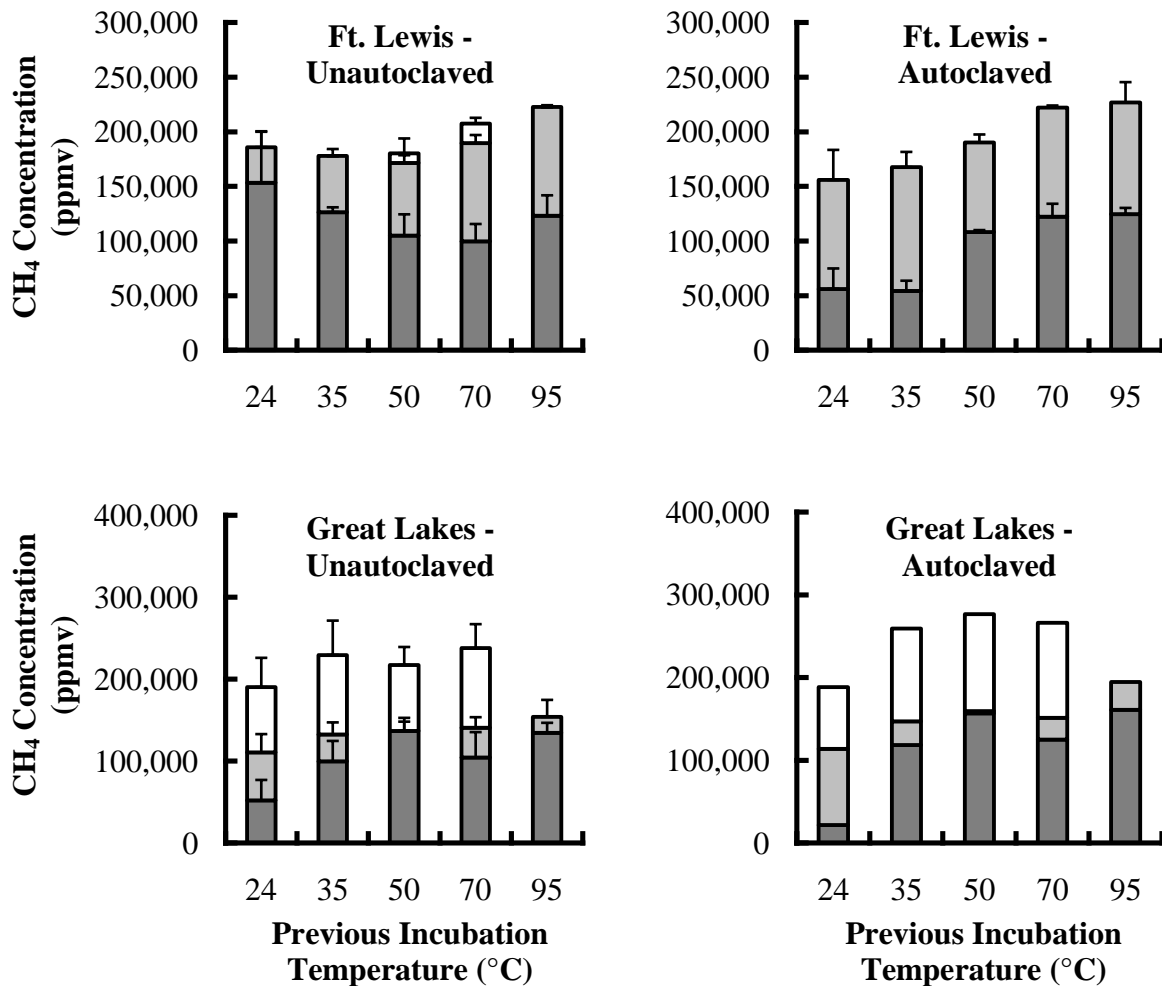 Ft. Lewis -
Unautoclaved
CH₄ Concentration
(ppmv)
300,000
250,000
200,000
150,000
100,000
50,000
0
24 35 50 70 95
Ft. Lewis -
Autoclaved
300,000
250,000
200,000
150,000
100,000
50,000
0
24 35 50 70 95
Great Lakes -
Unautoclaved
CH₄ Concentration
(ppmv)
400,000
300,000
200,000
100,000
0
24 35 50 70 95
Previous Incubation
Temperature (°C)
Great Lakes -
Autoclaved
400,000
300,000
200,000
100,000
0
24 35 50 70 95
Previous Incubation
Temperature (°C)